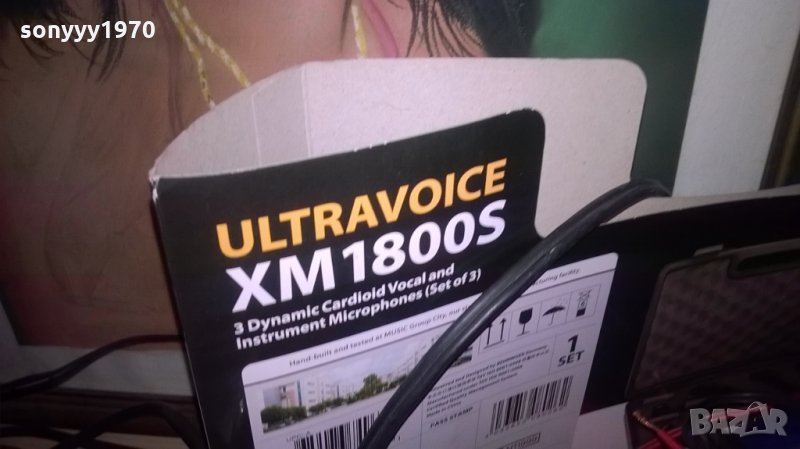 sonyyy1970
ULTRAVOICE
XM1800S
3 Dynamic Cardioid Vocal and
Instrument Microphones (Set of 3)
Hand-built and tested at MUSIC Group City, our
facility.
1
SET
PASS STAMP
BAZAR